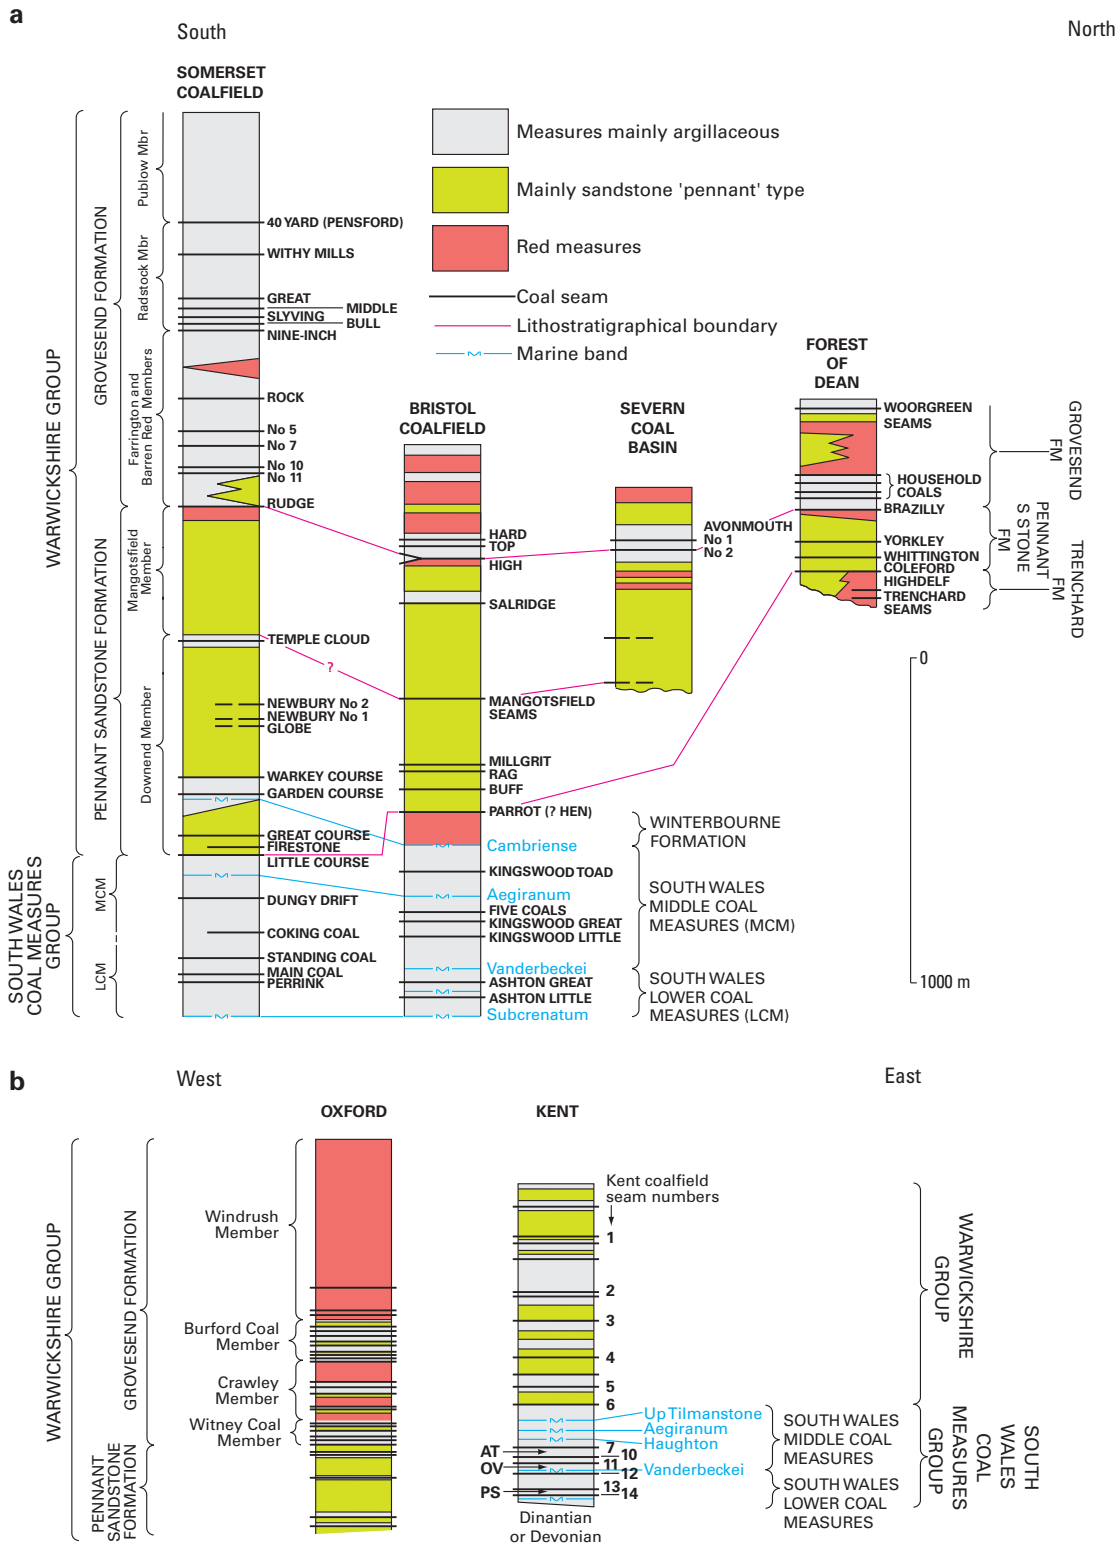 a
South
North
SOMERSET
COALFIELD
Measures mainly argillaceous
Mainly sandstone 'pennant' type
Red measures
Coal seam
Lithostratigraphical boundary
Marine band
WARWICKSHIRE GROUP
GROVESEND FORMATION
Publow Mbr
Radstock Mbr
Farrington and
Barren Red Members
PENNANT SANDSTONE FORMATION
Mangotsfield
Member
Downend Member
SOUTH WALES
COAL MEASURES
GROUP
MCM
LCM
40 YARD (PENSFORD)
WITHY MILLS
GREAT
MIDDLE
SLYVING
BULL
NINE-INCH
ROCK
No 5
No 7
No 10
No 11
RUDGE
TEMPLE CLOUD
?
NEWBURY No 2
NEWBURY No 1
GLOBE
WARKEY COURSE
GARDEN COURSE
GREAT COURSE
FIRESTONE
LITTLE COURSE
DUNGY DRIFT
COKING COAL
STANDING COAL
MAIN COAL
PERRINK
BRISTOL
COALFIELD
HARD
TOP
HIGH
SALRIDGE
MANGOTSFIELD
SEAMS
MILLGRIT
RAG
BUFF
PARROT (? HEN)
Cambriense
KINGSWOOD TOAD
Aegiranum
FIVE COALS
KINGSWOOD GREAT
KINGSWOOD LITTLE
Vanderbeckei
ASHTON GREAT
ASHTON LITTLE
Subcrenatum
WINTERBOURNE
FORMATION
SOUTH WALES
MIDDLE COAL
MEASURES (MCM)
SOUTH WALES
LOWER COAL
MEASURES (LCM)
SEVERN
COAL
BASIN
AVONMOUTH
No 1
No 2
FOREST
OF
DEAN
WOORGREEN
SEAMS
HOUSEHOLD
COALS
BRAZILLY
YORKLEY
WHITTINGTON
COLEFORD
HIGHDELF
TRENCHARD
SEAMS
GROVESEND
FM
PENNANT
S STONE
FM
TRENCHARD
FM
0
1000 m
b
West
East
OXFORD
KENT
WARWICKSHIRE GROUP
GROVESEND FORMATION
PENNANT
SANDSTONE
FORMATION
Windrush
Member
Burford Coal
Member
Crawley
Member
Witney Coal
Member
Kent coalfield
seam numbers
1
2
3
4
5
6
Up Tilmanstone
Aegiranum
Haughton
7
AT
10
11
OV
Vanderbeckei
12
13
PS
14
Dinantian
or Devonian
SOUTH WALES
MIDDLE COAL
MEASURES
SOUTH WALES
LOWER COAL
MEASURES
WARWICKSHIRE
GROUP
SOUTH
WALES
COAL
MEASURES
GROUP